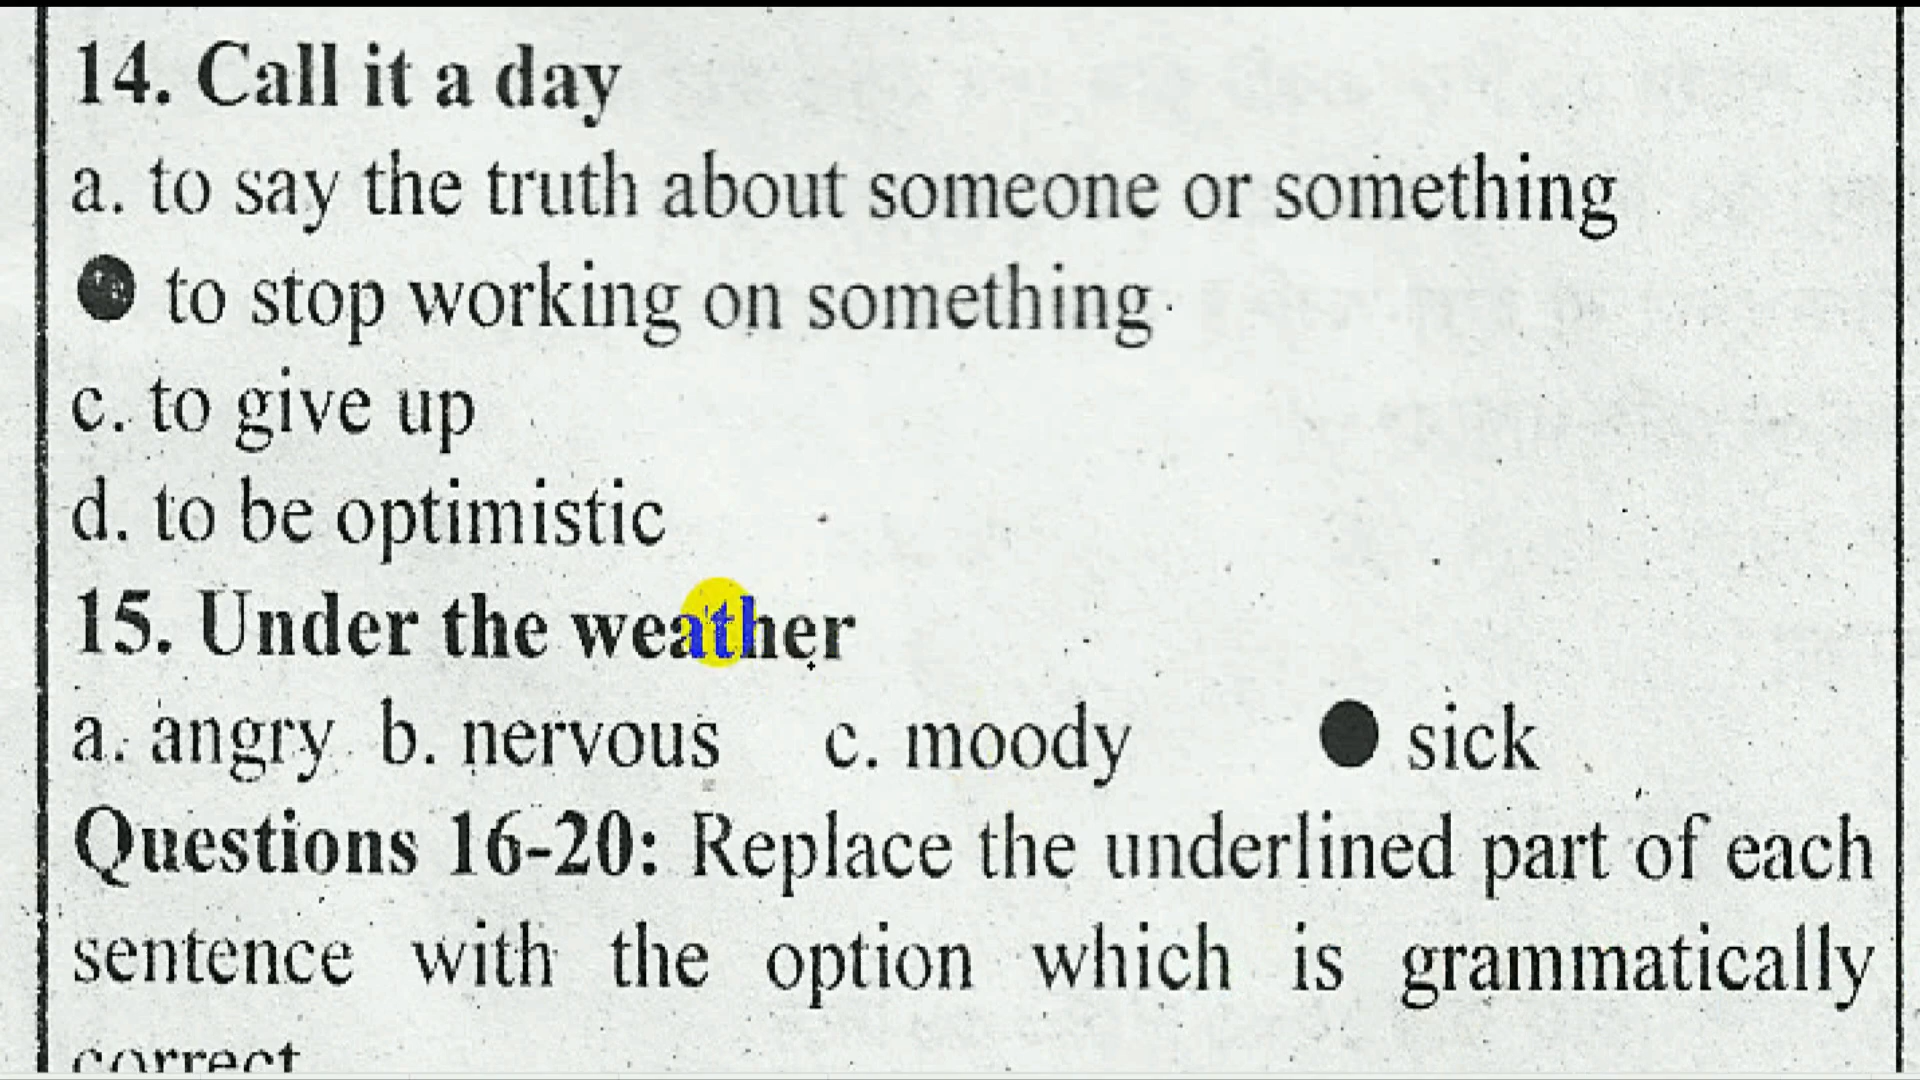 14. Call it a day
a. to say the truth about someone or something
● to stop working on something
c. to give up
d. to be optimistic
15. Under the weather
a. angry b. nervous c. moody ● sick
Questions 16-20: Replace the underlined part of each
sentence with the option which is grammatically
correct